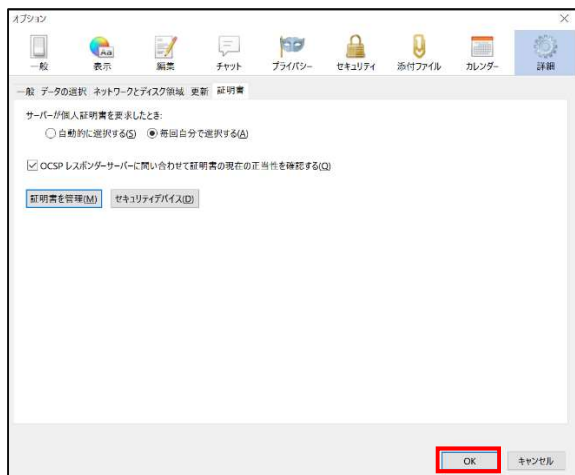 オプション
一般 表示 編集 チャット プライバシー セキュリティ 添付ファイル カレンダー 詳細
一般 データの選択 ネットワークとディスク領域 更新 証明書
サーバーが個人証明書を要求したとき:
自動的に選択する(S) 毎回自分で選択する(A)
OCSP レスポンダーサーバーに問い合わせて証明書の現在の正当性を確認する(Q)
証明書を管理(M) セキュリティデバイス(D)
OK キャンセル